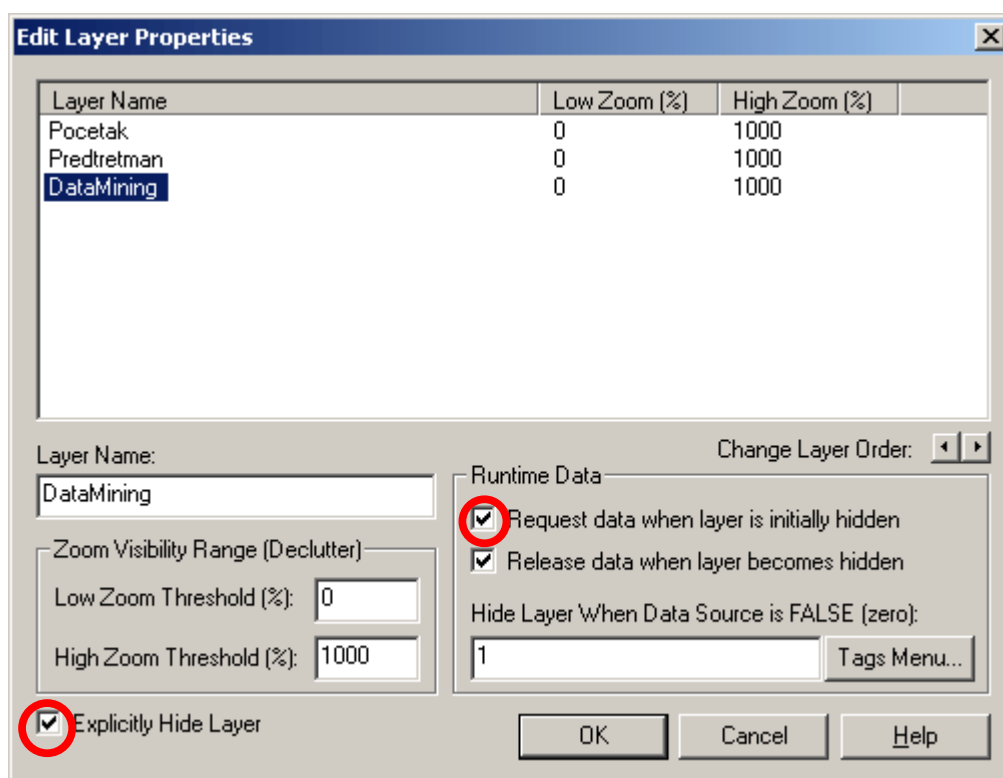 Edit Layer Properties
Layer Name Low Zoom (%) High Zoom (%)
Pocetak 0 1000
Predtretman 0 1000
DataMining 0 1000
Change Layer Order:
Layer Name:
DataMining
Zoom Visibility Range (Declutter)
Low Zoom Threshold (%): 0
High Zoom Threshold (%): 1000
Explicitly Hide Layer
Runtime Data
Request data when layer is initially hidden
Release data when layer becomes hidden
Hide Layer When Data Source is FALSE (zero):
1 Tags Menu...
OK Cancel Help